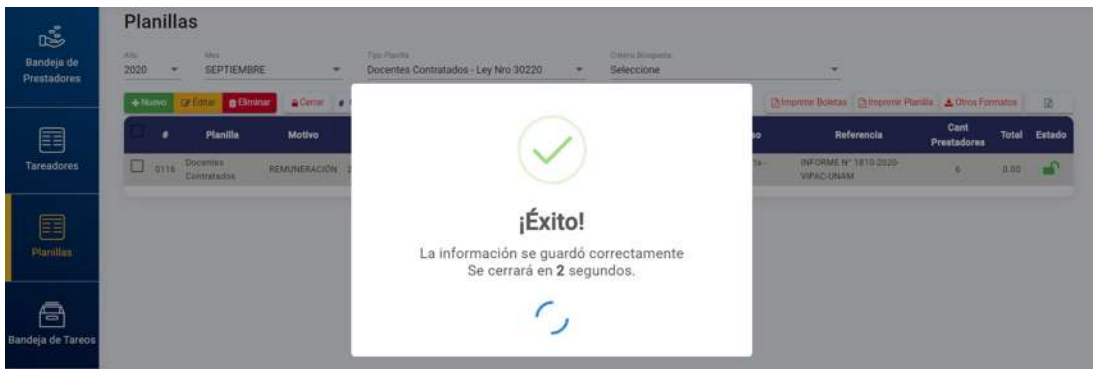 Planillas
Bandeja de
Prestadores
Año
2020
Mes
SEPTIEMBRE
Tipo Planilla
Docentes Contratados - Ley Nro 30220
Criterio Búsqueda
Seleccione
Nuevo
Editar
Eliminar
Cerrar
Imprimir Boletas
Imprimir Planilla
Otros Formatos
#
Planilla
Motivo
Referencia
Cant
Prestadores
Total
Estado
0116
Docentes
Contratados
REMUNERACIÓN
INFORME N° 1810-2020-
VIPAC-UNAM
6
0.00
Tareadores
Planillas
Bandeja de Tareos
¡Éxito!
La información se guardó correctamente
Se cerrará en 2 segundos.